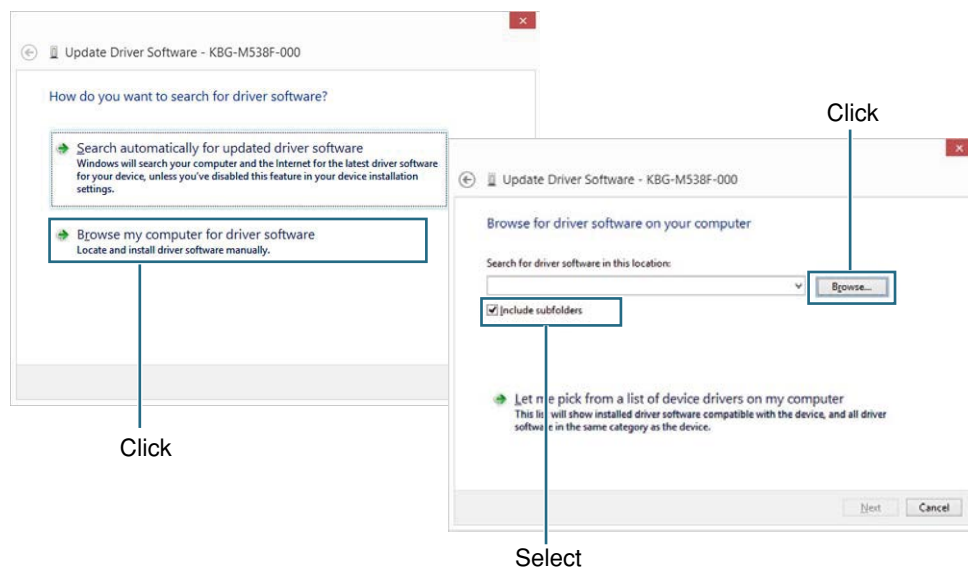 Update Driver Software - KBG-M538F-000
How do you want to search for driver software?
Search automatically for updated driver software
Windows will search your computer and the Internet for the latest driver software
for your device, unless you've disabled this feature in your device installation
settings.
Browse my computer for driver software
Locate and install driver software manually.
Click
Click
Update Driver Software - KBG-M538F-000
Browse for driver software on your computer
Search for driver software in this location:
Browse...
Include subfolders
Let me pick from a list of device drivers on my computer
This list will show installed driver software compatible with the device, and all driver
software in the same category as the device.
Next Cancel
Select